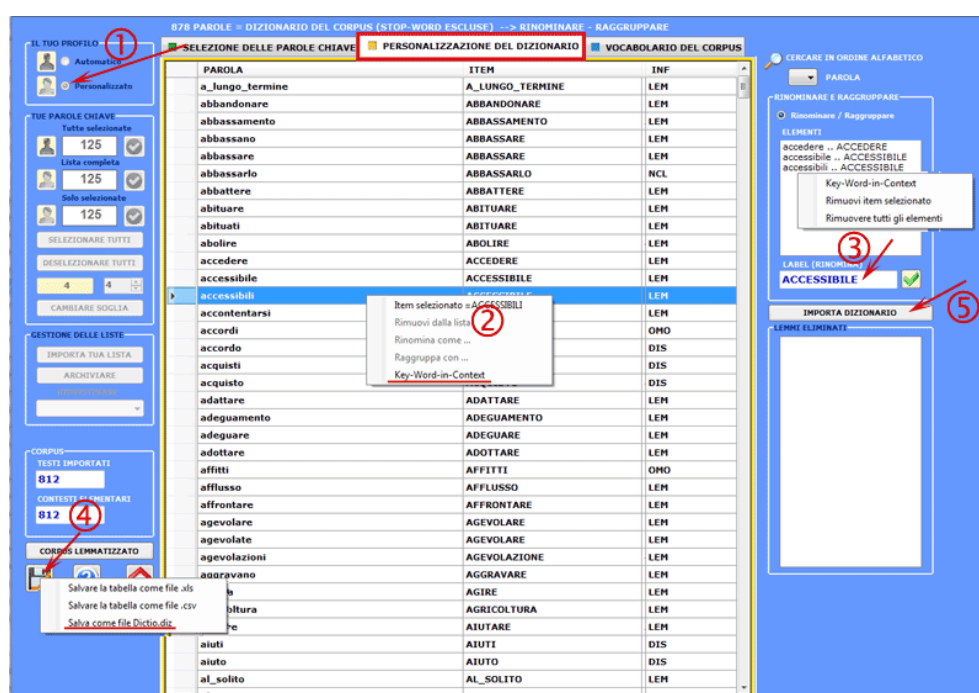 878 PAROLE = DIZIONARIO DEL CORPUS (STOP-WORD ESCLUSE) --> RINOMINARE - RAGGRUPPARE
IL TUO PROFILO
1
Automatico
Personalizzato
TUE PAROLE CHIAVE
Tutte selezionate
125
Lista completa
125
Solo selezionate
125
SELEZIONARE TUTTI
DESELEZIONARE TUTTI
4 4
CAMBIARE SOGLIA
GESTIONE DELLE LISTE
IMPORTA TUA LISTA
ARCHIVIARE
CORPUS
TESTI IMPORTATI
812
CONTESTI ELEMENTARI
812
4
CORPUS LEMMATIZZATO
Salvare la tabella come file .xls
Salvare la tabella come file .csv
Salva come file Dictio.diz
SELEZIONE DELLE PAROLE CHIAVE
PERSONALIZZAZIONE DEL DIZIONARIO
VOCABOLARIO DEL CORPUS
PAROLA ITEM INF
a_lungo_termine A_LUNGO_TERMINE LEM
abbandonare ABBANDONARE LEM
abbassamento ABBASSAMENTO LEM
abbassano ABBASSARE LEM
abbassare ABBASSARE LEM
abbassarlo ABBASSARLO NCL
abbattere ABBATTERE LEM
abituare ABITUARE LEM
abituati ABITUARE LEM
abolire ABOLIRE LEM
accedere ACCEDERE LEM
accessibile ACCESSIBILE LEM
accessibili ACCESSIBILE LEM
accontentarsi LEM
accordi OMO
accordo DIS
acquisti DIS
acquisto DIS
adattare ADATTARE LEM
adeguamento ADEGUAMENTO LEM
adeguare ADEGUARE LEM
adottare ADOTTARE LEM
affitti AFFITTI OMO
afflusso AFFLUSSO LEM
affrontare AFFRONTARE LEM
agevolare AGEVOLARE LEM
agevolate AGEVOLARE LEM
agevolazioni AGEVOLAZIONE LEM
aggravano AGGRAVARE LEM
AGIRE LEM
AGRICOLTURA LEM
AIUTARE LEM
aiuti AIUTI DIS
aiuto AIUTO DIS
al_solito AL_SOLITO LEM
Item selezionato =ACCESSIBILI
Rimuovi dalla lista
2
Rinomina come ...
Raggruppa con ...
Key-Word-in-Context
CERCARE IN ORDINE ALFABETICO
PAROLA
RINOMINARE E RAGGRUPPARE
Rinominare / Raggruppare
ELEMENTI
accedere .. ACCEDERE
accessibile .. ACCESSIBILE
accessibili .. ACCESSIBILE
Key-Word-in-Context
Rimuovi item selezionato
Rimuovere tutti gli elementi
3
LABEL (RINOMINA)
ACCESSIBILE
IMPORTA DIZIONARIO
5
LEMMI ELIMINATI